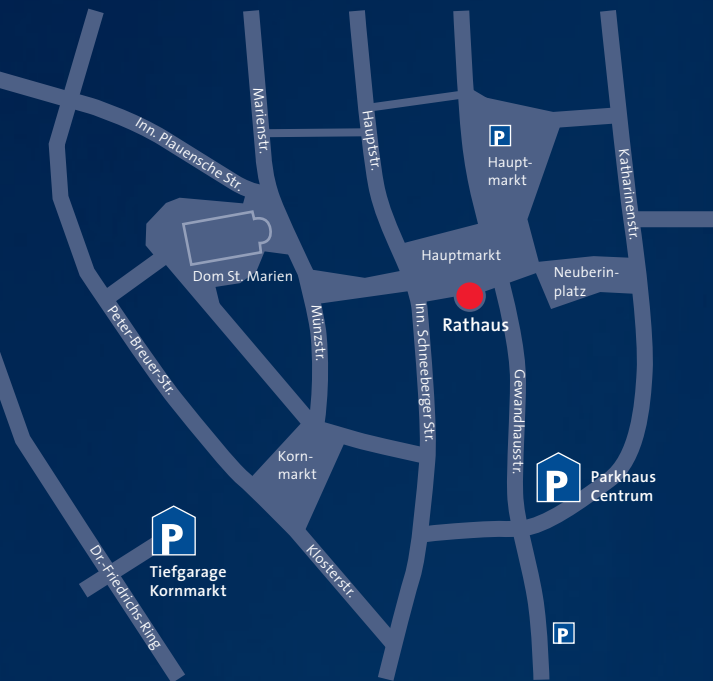 Marienstr.
Hauptstr.
Inn. Plauensche Str.
P
Haupt-
markt
Katharinenstr.
Hauptmarkt
Dom St. Marien
Neuberin-
platz
Rathaus
Peter-Breuer-Str.
Münzstr.
Inn. Schneeberger Str.
Gewandhausstr.
Korn-
markt
P
Parkhaus
Centrum
P
Tiefgarage
Kornmarkt
Dr.-Friedrichs-Ring
Klosterstr.
P